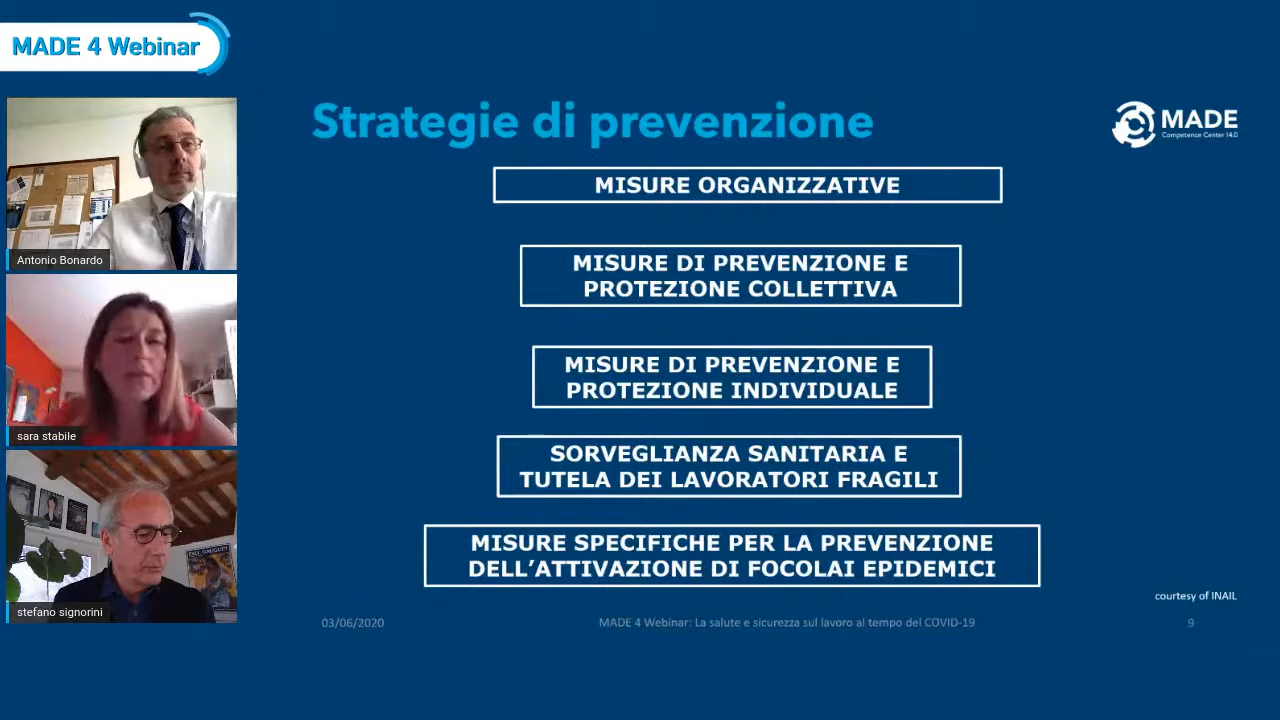 MADE 4 Webinar
Strategie di prevenzione
MADE
Competence Center I4.0
MISURE ORGANIZZATIVE
MISURE DI PREVENZIONE E
PROTEZIONE COLLETTIVA
MISURE DI PREVENZIONE E
PROTEZIONE INDIVIDUALE
SORVEGLIANZA SANITARIA E
TUTELA DEI LAVORATORI FRAGILI
MISURE SPECIFICHE PER LA PREVENZIONE
DELL'ATTIVAZIONE DI FOCOLAI EPIDEMICI
courtesy of INAIL
03/06/2020
MADE 4 Webinar: La salute e sicurezza sul lavoro al tempo del COVID-19
9
Antonio Bonardo
sara stabile
PAUL GAUGUIN
stefano signorini